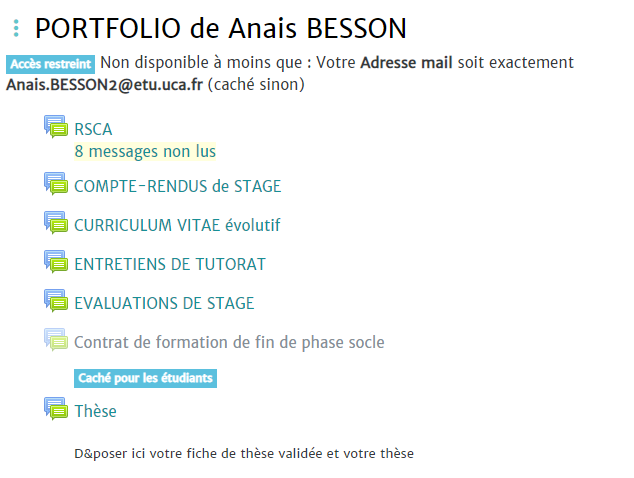 PORTFOLIO de Anais BESSON
Accès restreint Non disponible à moins que : Votre Adresse mail soit exactement
Anais.BESSON2@etu.uca.fr (caché sinon)
RSCA
8 messages non lus
COMPTE-RENDUS de STAGE
CURRICULUM VITAE évolutif
ENTRETIENS DE TUTORAT
EVALUATIONS DE STAGE
Contrat de formation de fin de phase socle
Caché pour les étudiants
Thèse
D&poser ici votre fiche de thèse validée et votre thèse